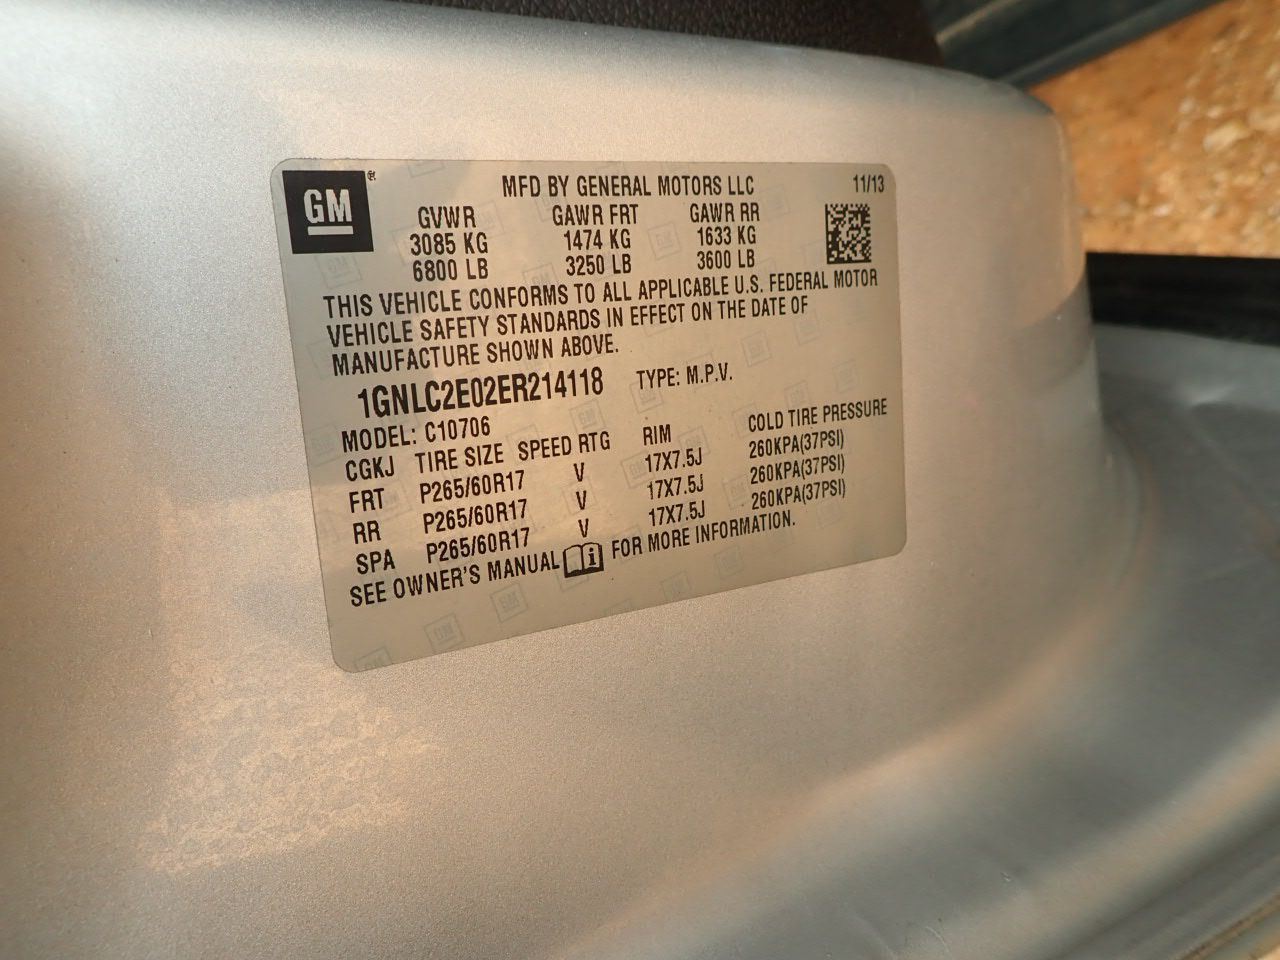 GM®
MFD BY GENERAL MOTORS LLC 11/13
GVWR GAWR FRT GAWR RR
3085 KG 1474 KG 1633 KG
6800 LB 3250 LB 3600 LB
THIS VEHICLE CONFORMS TO ALL APPLICABLE U.S. FEDERAL MOTOR
VEHICLE SAFETY STANDARDS IN EFFECT ON THE DATE OF
MANUFACTURE SHOWN ABOVE.
1GNLC2E02ER214118 TYPE: M.P.V.
MODEL: C10706
CGKJ TIRE SIZE SPEED RTG RIM COLD TIRE PRESSURE
FRT P265/60R17 V 17X7.5J 260KPA(37PSI)
RR P265/60R17 V 17X7.5J 260KPA(37PSI)
SPA P265/60R17 V 17X7.5J 260KPA(37PSI)
SEE OWNER'S MANUAL i FOR MORE INFORMATION.